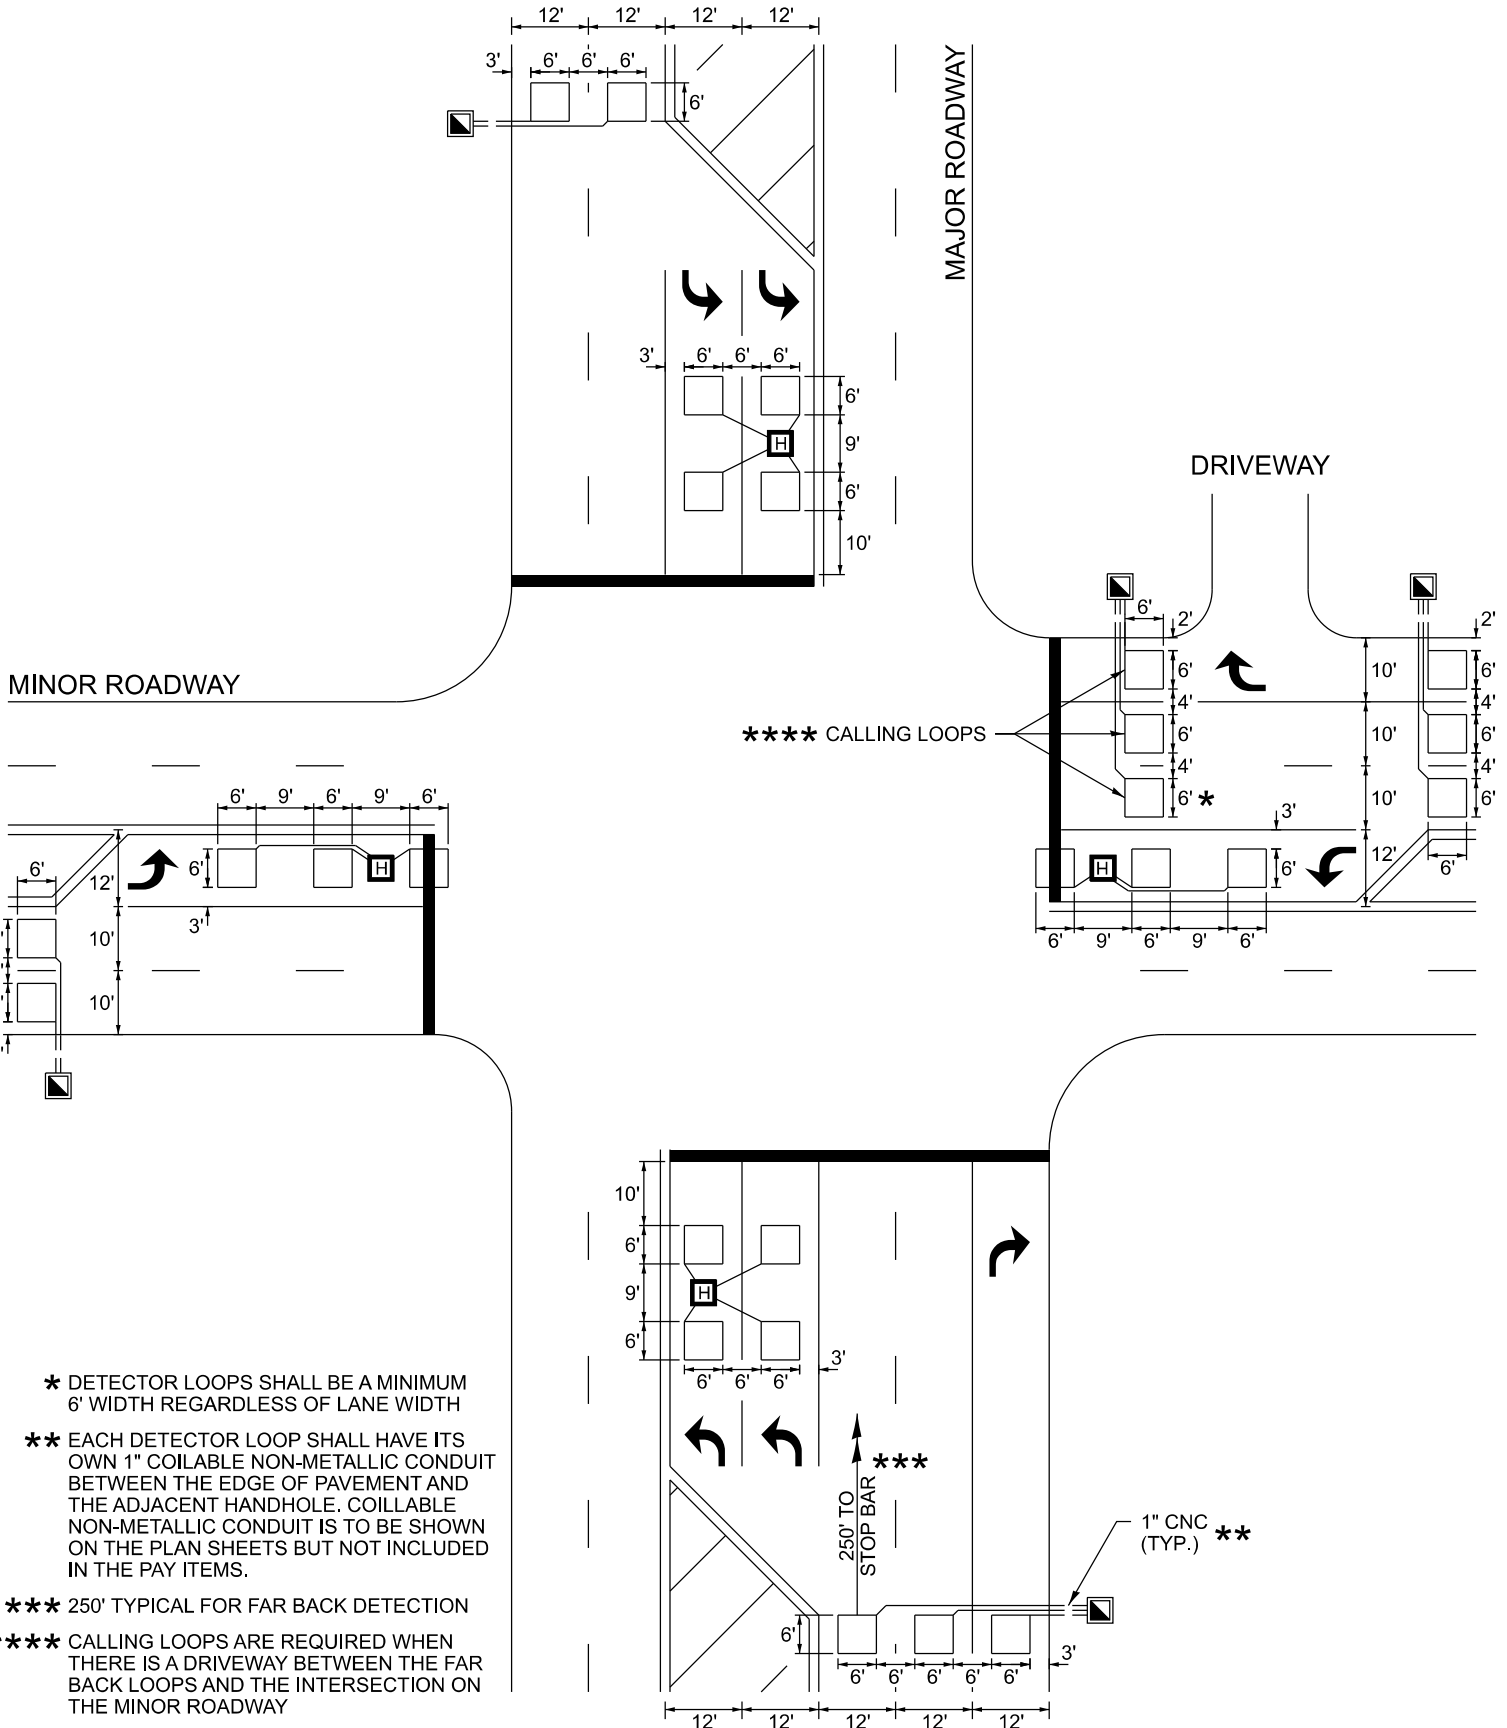 12' 12' 12' 12'
3' 6' 6' 6'
6'
MAJOR ROADWAY
3' 6' 6' 6'
6'
9'
H
6'
10'
DRIVEWAY
MINOR ROADWAY
6' 2' 2'
6' 10' 6'
4' 4'
**** CALLING LOOPS
6' 10' 6'
4' 4'
6' * 10' 6'
6' 9' 6' 9' 6'
3'
6' 12' 6' H
H 6' 12' 6'
3'
' 10'
'
' 10'
'
6' 9' 6' 9' 6'
10'
6'
9' H
6'
6' 6' 6' 3'
* DETECTOR LOOPS SHALL BE A MINIMUM
6' WIDTH REGARDLESS OF LANE WIDTH
** EACH DETECTOR LOOP SHALL HAVE ITS
OWN 1" COILABLE NON-METALLIC CONDUIT
BETWEEN THE EDGE OF PAVEMENT AND
THE ADJACENT HANDHOLE. COILLABLE
NON-METALLIC CONDUIT IS TO BE SHOWN
ON THE PLAN SHEETS BUT NOT INCLUDED
IN THE PAY ITEMS.
*** 250' TYPICAL FOR FAR BACK DETECTION
**** CALLING LOOPS ARE REQUIRED WHEN
THERE IS A DRIVEWAY BETWEEN THE FAR
BACK LOOPS AND THE INTERSECTION ON
THE MINOR ROADWAY
250' TO
STOP BAR ***
1" CNC
(TYP.) **
6'
6' 6' 6' 6' 6' 3'
12' 12' 12' 12' 12'